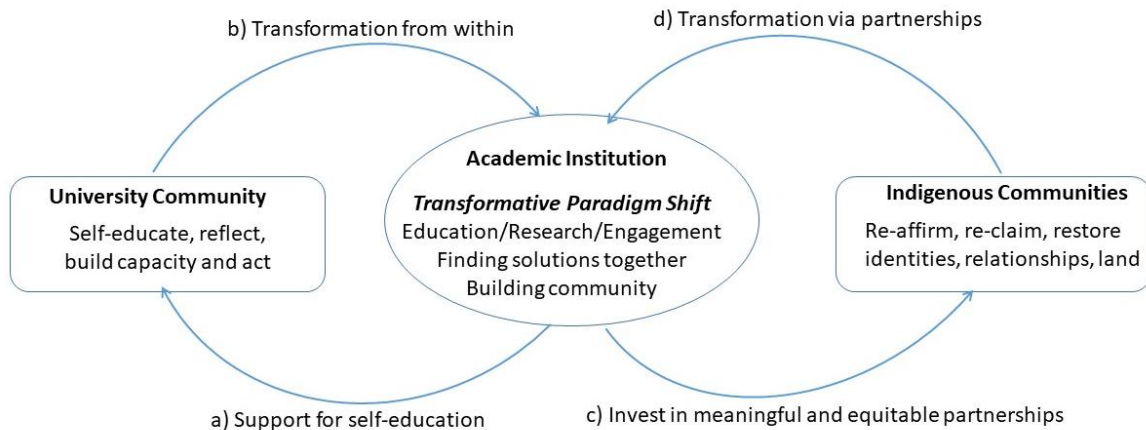 b) Transformation from within
d) Transformation via partnerships
University Community
Self-educate, reflect,
build capacity and act
Academic Institution
Transformative Paradigm Shift
Education/Research/Engagement
Finding solutions together
Building community
Indigenous Communities
Re-affirm, re-claim, restore
identities, relationships, land
a) Support for self-education
c) Invest in meaningful and equitable partnerships